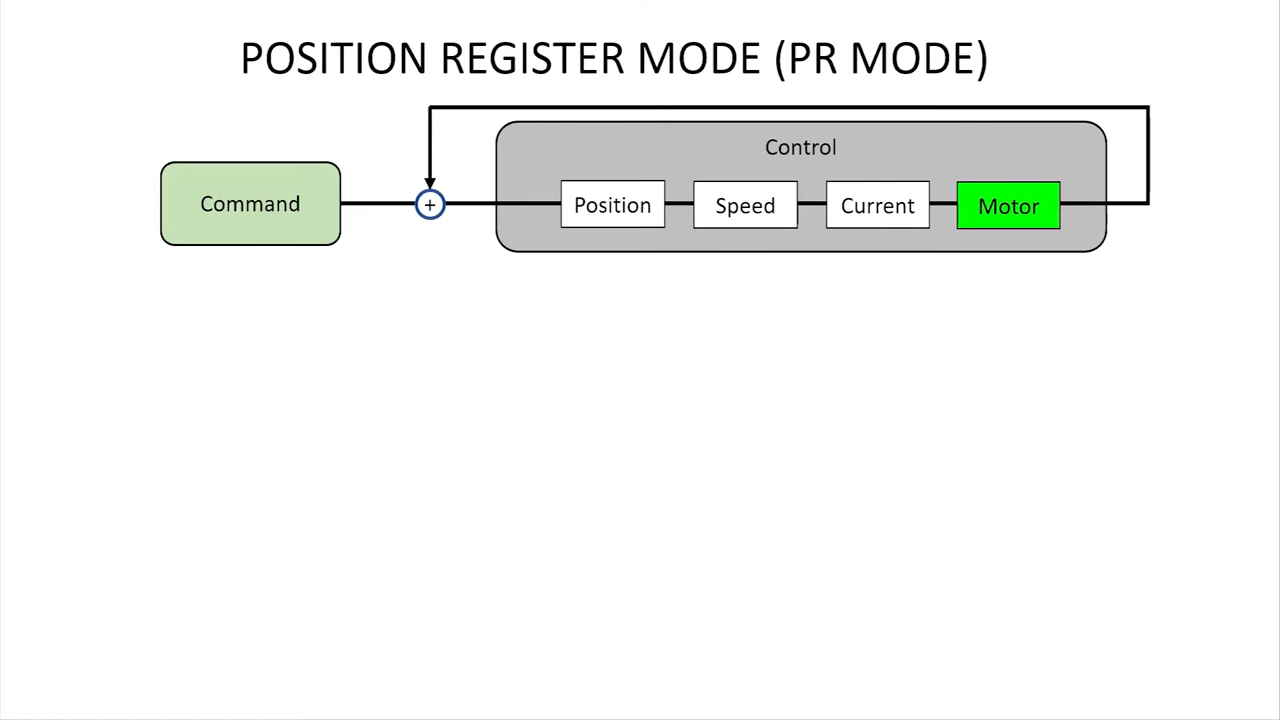 POSITION REGISTER MODE (PR MODE)
Control
Command
+
Position
Speed
Current
Motor